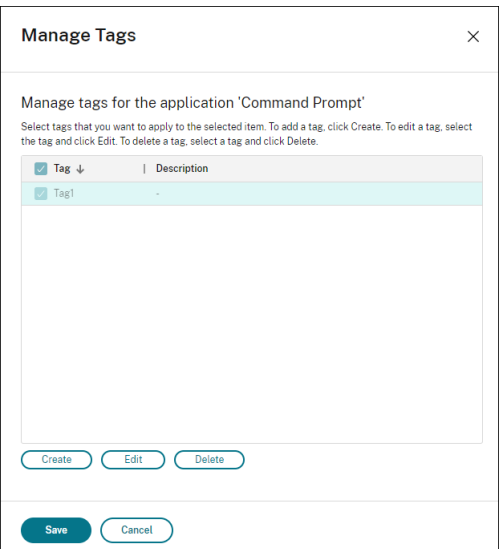 Manage Tags
Manage tags for the application 'Command Prompt'
Select tags that you want to apply to the selected item. To add a tag, click Create. To edit a tag, select
the tag and click Edit. To delete a tag, select a tag and click Delete.
Tag ↓ | Description
Tag1 -
Create Edit Delete
Save Cancel